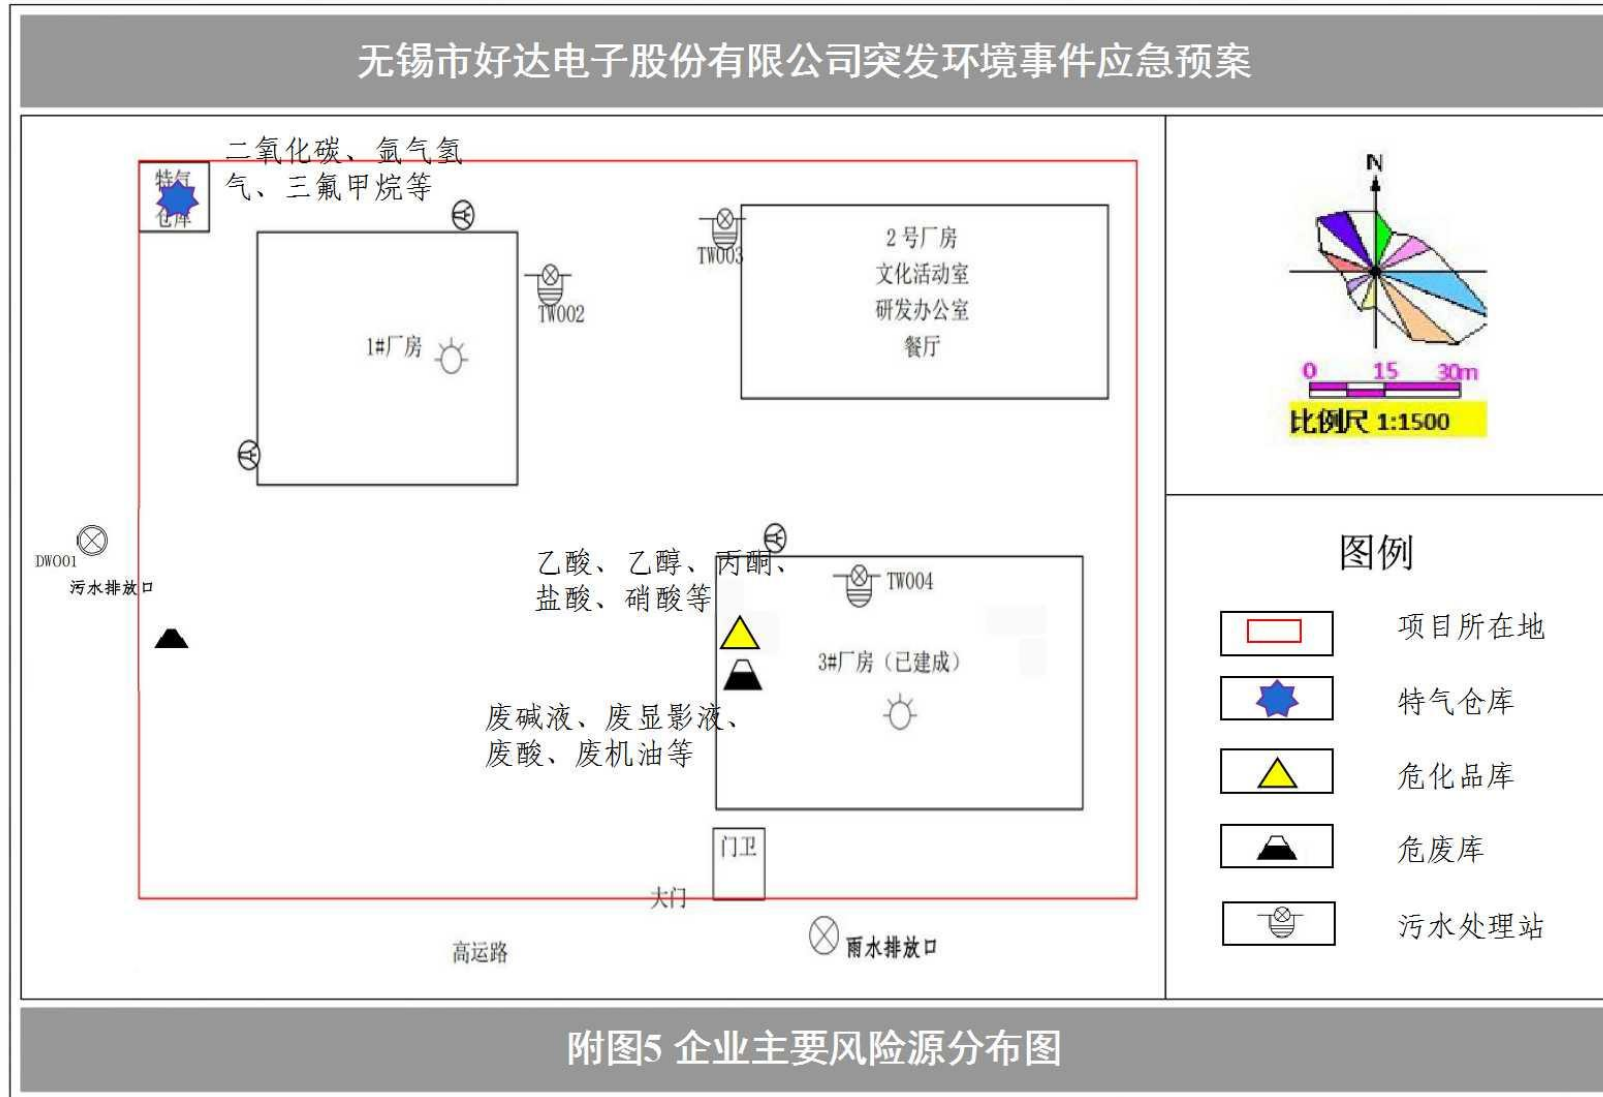 无锡市好达电子股份有限公司突发环境事件应急预案
二氧化碳、氩气氢
气、三氟甲烷等
特气
仓库
TW003
TW002
2号厂房
文化活动室
研发办公室
餐厅
1#厂房
DW001
污水排放口
乙酸、乙醇、丙酮、
盐酸、硝酸等
TW004
3#厂房（已建成）
废碱液、废显影液、
废酸、废机油等
门卫
大门
高运路
雨水排放口
N
0 15 30m
比例尺 1:1500
图例
项目所在地
特气仓库
危化品库
危废库
污水处理站
附图5 企业主要风险源分布图